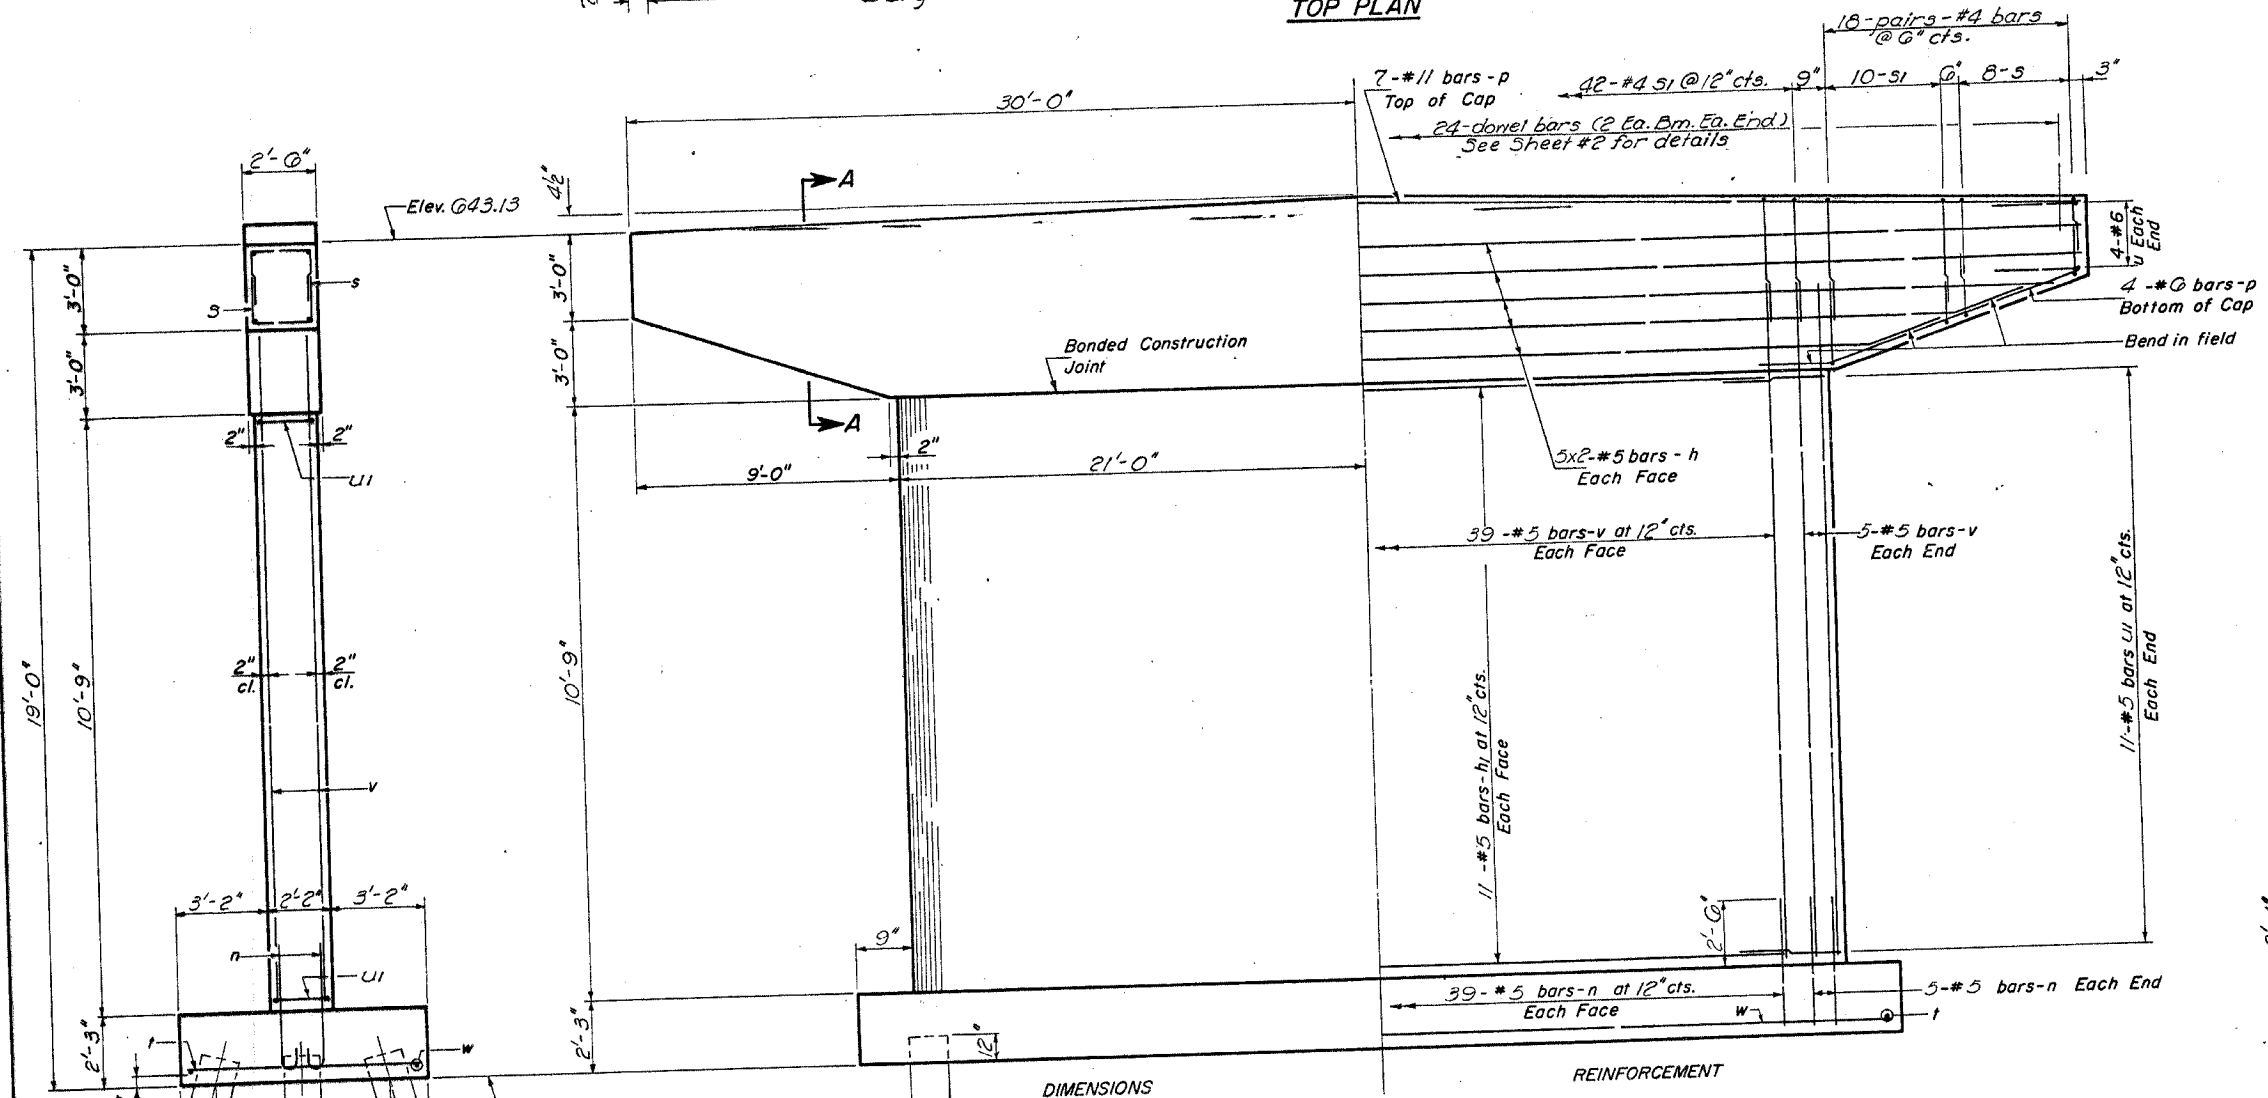 TOP PLAN
18-pairs-#4 bars
@ 6" cts.
7-#11 bars-p
Top of Cap
42-#4 s1 @ 12" cts.
9"
10-s1
6"
8-s
3"
24-dowel bars (2 Ea. Bm. Ea. End)
See Sheet #2 for details
30'-0"
2'-6"
4½"
A
Elev. 643.13
4-#6
u Each
End
3'-0"
s
s
3'-0"
4-#6 bars-p
Bottom of Cap
Bend in field
3'-0"
3'-0"
Bonded Construction
Joint
A
2"
2"
u1
2"
9'-0"
21'-0"
5x2-#5 bars - h
Each Face
39-#5 bars-v at 12" cts.
Each Face
5-#5 bars-v
Each End
11-#5 bars u1 at 12" cts.
Each End
19'-0"
10'-9"
2"
cl.
2"
cl.
10'-9"
v
11-#5 bars-h1 at 12" cts.
Each Face
3'-2"
2'-2"
3'-2"
n
u1
9"
2'-6"
39-#5 bars-n at 12" cts.
Each Face
5-#5 bars-n Each End
w
t
2'-3"
t
w
2'-3"
12"
DIMENSIONS
REINFORCEMENT